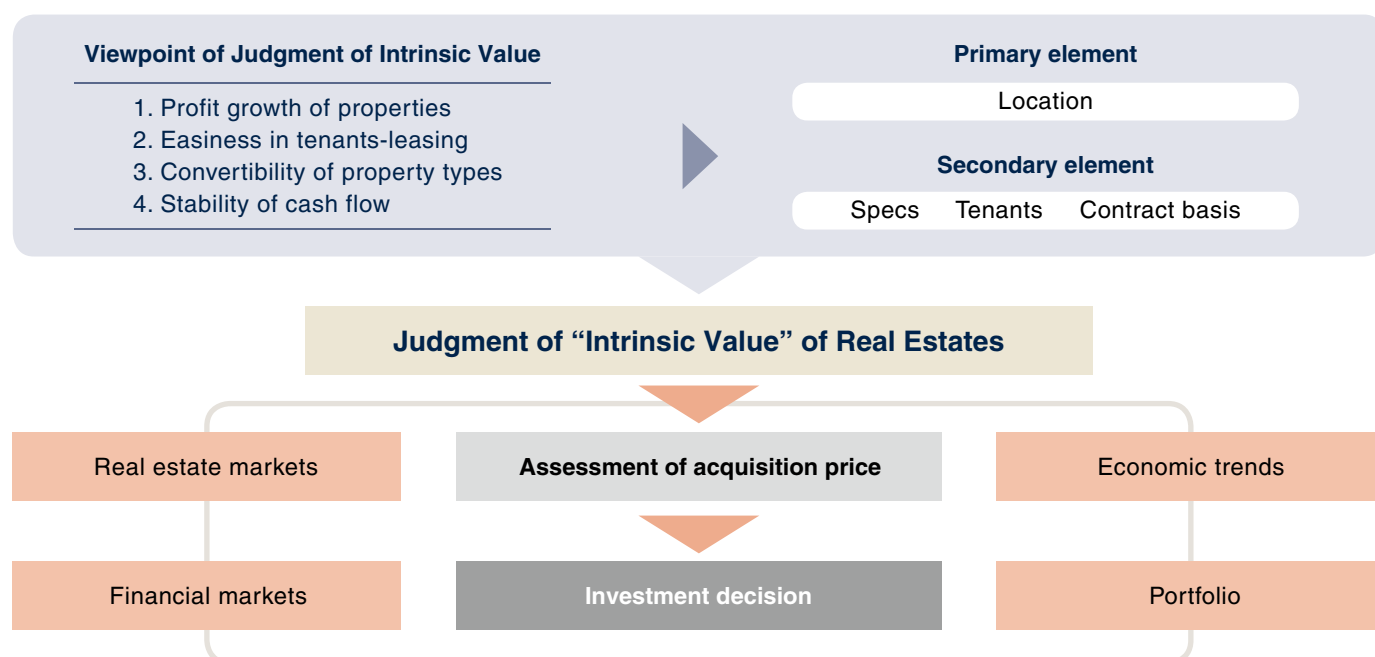 Viewpoint of Judgment of Intrinsic Value
1. Profit growth of properties
2. Easiness in tenants-leasing
3. Convertibility of property types
4. Stability of cash flow
Primary element
Location
Secondary element
Specs Tenants Contract basis
Judgment of “Intrinsic Value” of Real Estates
Real estate markets
Assessment of acquisition price
Economic trends
Financial markets
Investment decision
Portfolio